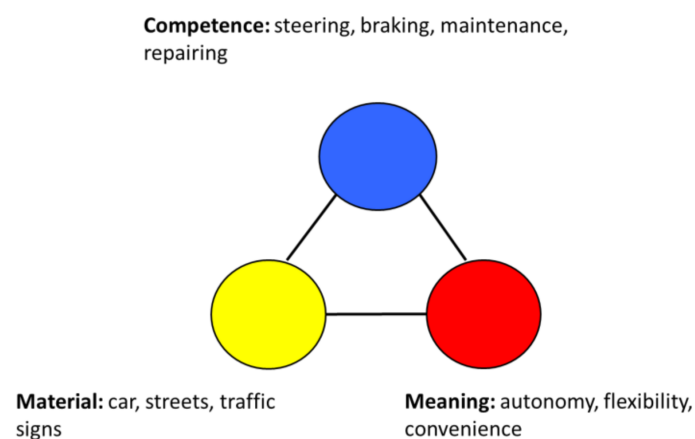 Competence: steering, braking, maintenance,
repairing
Material: car, streets, traffic
signs
Meaning: autonomy, flexibility,
convenience